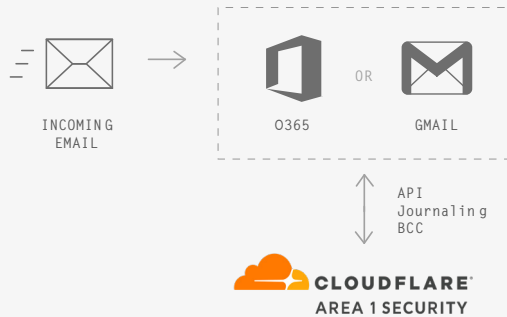 INCOMING
EMAIL
O365
OR
GMAIL
API
Journaling
BCC
CLOUDFLARE
AREA 1 SECURITY